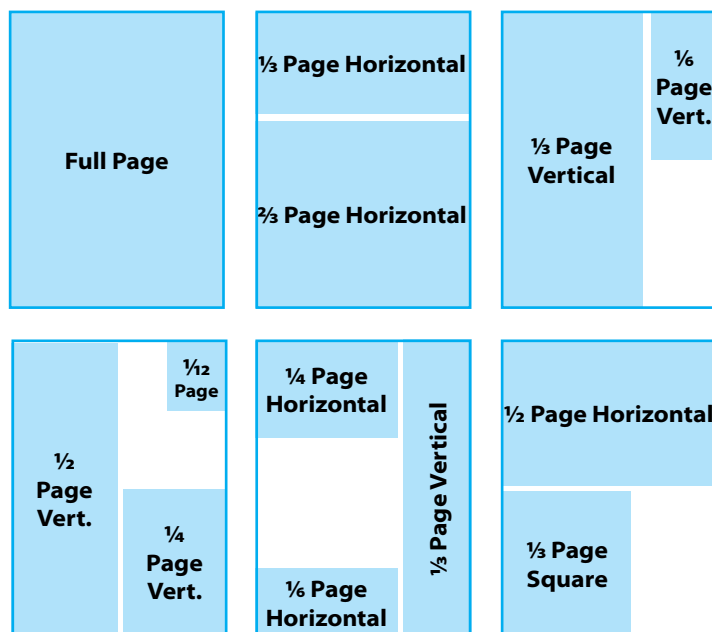 Full Page
⅓ Page Horizontal
⅔ Page Horizontal
⅓ Page
Vertical
⅙
Page
Vert.
½
Page
Vert.
1/12
Page
¼
Page
Vert.
¼ Page
Horizontal
⅙ Page
Horizontal
⅓ Page Vertical
½ Page Horizontal
⅓ Page
Square